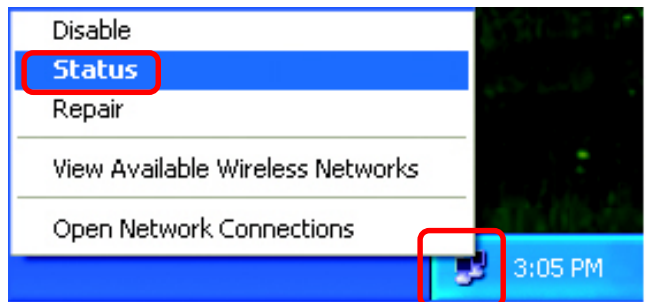 Disable
Status
Repair
View Available Wireless Networks
Open Network Connections
3:05 PM